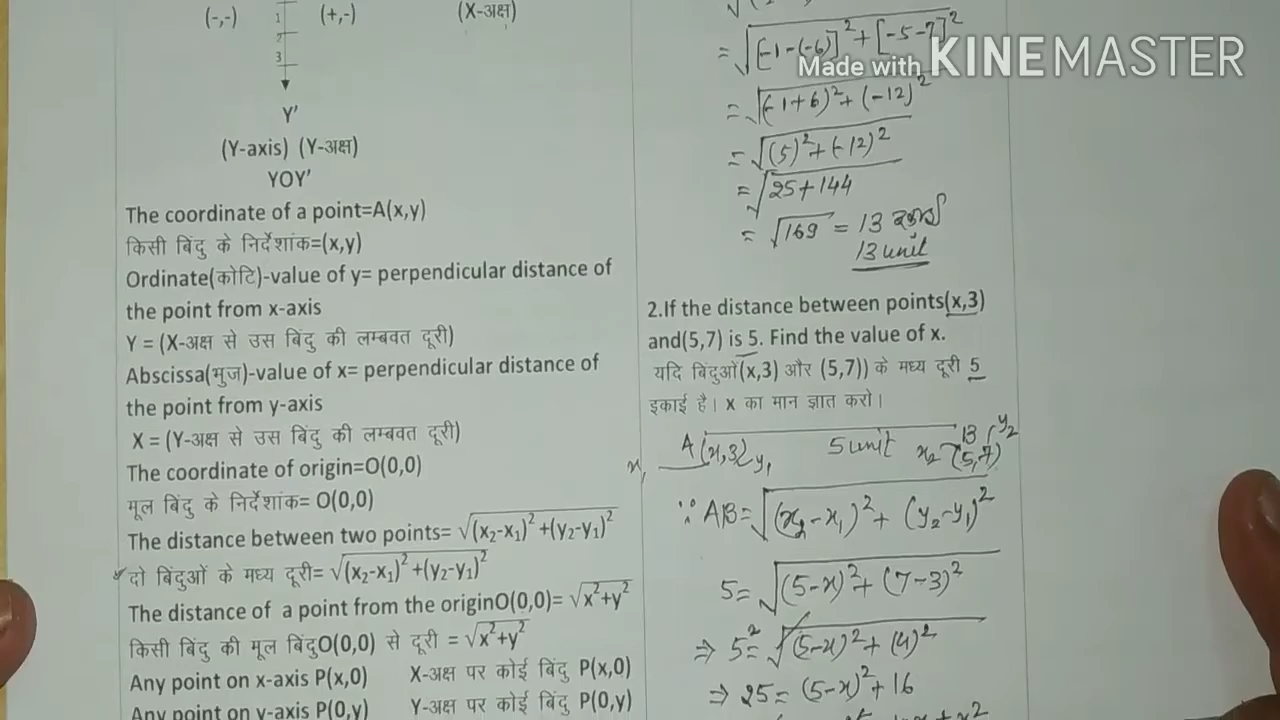 (-,-) (+,-) (X-अक्ष)
1
2
3
Y'
(Y-axis) (Y-अक्ष)
YOY'
The coordinate of a point=A(x,y)
किसी बिंदु के निर्देशांक=(x,y)
Ordinate(कोटि)-value of y= perpendicular distance of
the point from x-axis
Y = (X-अक्ष से उस बिंदु की लम्बवत दूरी)
Abscissa(भुज)-value of x= perpendicular distance of
the point from y-axis
X = (Y-अक्ष से उस बिंदु की लम्बवत दूरी)
The coordinate of origin=O(0,0)
मूल बिंदु के निर्देशांक= O(0,0)
The distance between two points= √(x₂-x₁)²+(y₂-y₁)²
दो बिंदुओं के मध्य दूरी= √(x₂-x₁)²+(y₂-y₁)²
The distance of a point from the originO(0,0)= √x²+y²
किसी बिंदु की मूल बिंदुO(0,0) से दूरी = √x²+y²
Any point on x-axis P(x,0) X-अक्ष पर कोई बिंदु P(x,0)
Any point on y-axis P(0,y) Y-अक्ष पर कोई बिंदु P(0,y)
= √[-1-(-6)]²+[-5-7]²
Made with KINEMASTER
= √(-1+6)²+(-12)²
= √(5)²+(-12)²
= √25+144
= √169 = 13 इकाई
13 unit
2.If the distance between points(x,3)
and(5,7) is 5. Find the value of x.
यदि बिंदुओं(x,3) और (5,7)) के मध्य दूरी 5
इकाई है। x का मान ज्ञात करो।
A(x,3) 5 unit B(5,7)
x₁ y₁ x₂ y₂
∵ AB=√(x₂-x₁)²+(y₂-y₁)²
5=√(5-x)²+(7-3)²
⇒ 5²=√(5-x)²+(4)²
⇒ 25=(5-x)²+16